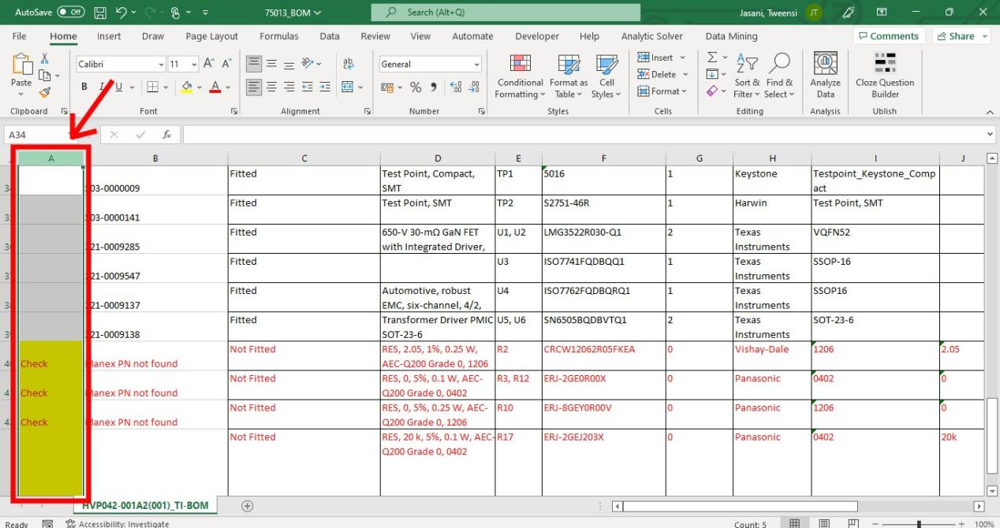 AutoSave Off 75013_BOM Search (Alt+Q) Jasani, Tweensi JT
File Home Insert Draw Page Layout Formulas Data Review View Automate Developer Help Analytic Solver Data Mining Comments Share
Paste
Clipboard
Calibri 11
B I U
Font
ab
Alignment
General
Number
Conditional Formatting
Format as Table
Cell Styles
Styles
Insert
Delete
Format
Cells
Sort & Filter
Find & Select
Editing
Analyze Data
Analysis
Cloze Question Builder
Ublish
A34 fx
A B C D E F G H I J
Fitted Test Point, Compact, TP1 5016 1 Keystone Testpoint_Keystone_Comp
03-0000009 SMT act
Fitted Test Point, SMT TP2 S2751-46R 1 Harwin Test Point, SMT
03-0000141
Fitted 650-V 30-mΩ GaN FET U1, U2 LMG3522R030-Q1 2 Texas VQFN52
21-0009285 with Integrated Driver, Instruments
Fitted U3 ISO7741FQDBQQ1 1 Texas SSOP-16
21-0009547 Instruments
Fitted Automotive, robust U4 ISO7762FQDBQRQ1 1 Texas SSOP16
21-0009137 EMC, six-channel, 4/2, Instruments
Fitted Transformer Driver PMIC U5, U6 SN6505BQDBVTQ1 2 Texas SOT-23-6
21-0009138 SOT-23-6 Instruments
Not Fitted RES, 2.05, 1%, 0.25 W, R2 CRCW12062R05FKEA 0 Vishay-Dale 1206 2.05
Check Manex PN not found AEC-Q200 Grade 0, 1206
Not Fitted RES, 0, 5%, 0.1 W, AEC- R3, R12 ERJ-2GE0R00X 0 Panasonic 0402 0
Check Manex PN not found Q200 Grade 0, 0402
Not Fitted RES, 0, 5%, 0.25 W, AEC- R10 ERJ-8GEY0R00V 0 Panasonic 1206 0
Check Manex PN not found Q200 Grade 0, 1206
Not Fitted RES, 20 k, 5%, 0.1 W, AEC- R17 ERJ-2GEJ203X 0 Panasonic 0402 20k
Q200 Grade 0, 0402
HVP042-001A2(001)_TI-BOM
Ready Accessibility: Investigate Count: 5 100%